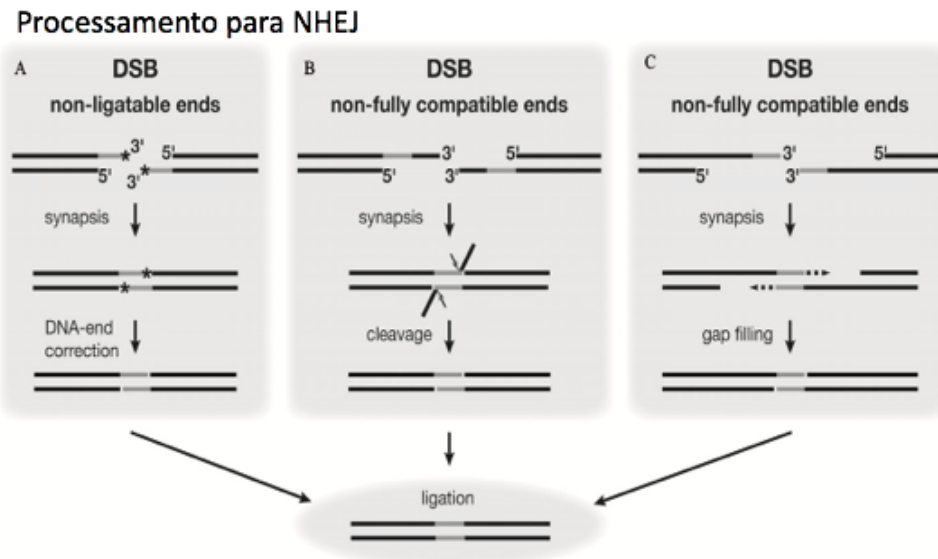 Processamento para NHEJ
A
DSB
non-ligatable ends
*3' 5'
5' 3'*
synapsis
*
*
DNA-end
correction
B
DSB
non-fully compatible ends
3' 5'
5' 3'
synapsis
cleavage
C
DSB
non-fully compatible ends
3' 5'
5' 3'
synapsis
gap filling
ligation